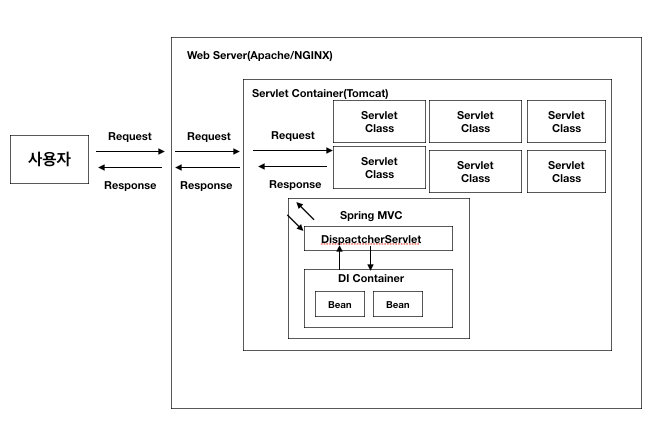 Web Server(Apache/NGINX)
Servlet Container(Tomcat)
Servlet
Class
Servlet
Class
Servlet
Class
Request
Request
Request
사용자
Servlet
Class
Servlet
Class
Servlet
Class
Response
Response
Response
Spring MVC
DispactcherServlet
DI Container
Bean
Bean